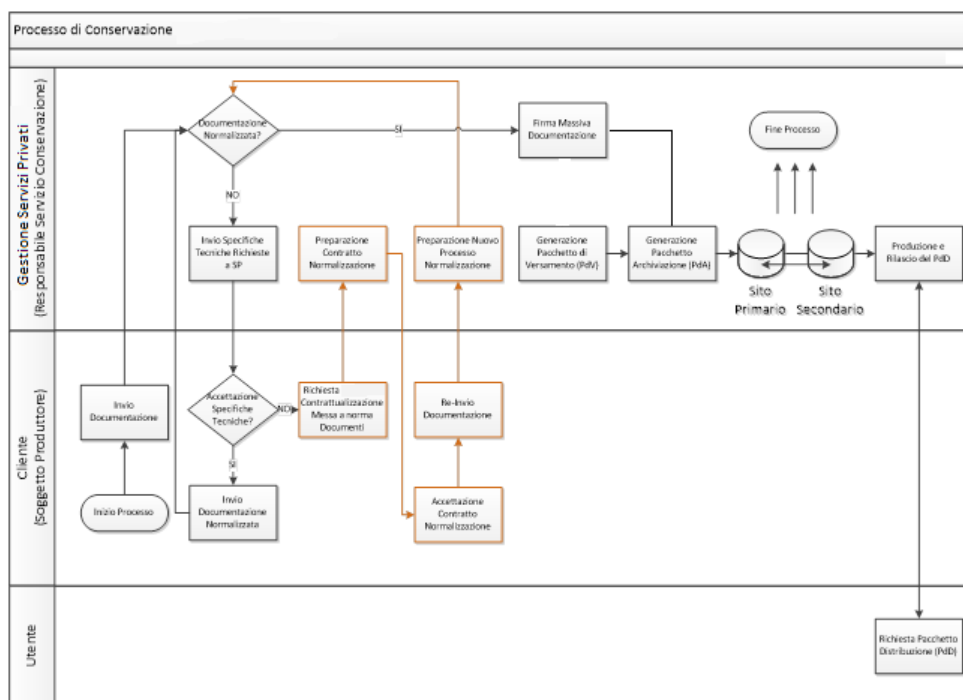 Processo di Conservazione
Gestione Servizi Privati
(Responsabile Servizio Conservazione)
Documentazione
Normalizzata?
SI
Firma Massiva
Documentazione
Fine Processo
NO
Invio Specifiche
Tecniche Richieste
a SP
Preparazione
Contratto
Normalizzazione
Preparazione Nuovo
Processo
Normalizzazione
Generazione
Pacchetto di
Versamento (PdV)
Generazione
Pacchetto
Archiviazione (PdA)
Sito
Primario
Sito
Secondario
Produzione e
Rilascio del PdD
Cliente
(Soggetto Produttore)
Invio
Documentazione
Inizio Processo
Accettazione
Specifiche
Tecniche?
NO
Richiesta
Contrattualizzazione
Messa a norma
Documenti
Re-Invio
Documentazione
SI
Invio
Documentazione
Normalizzata
Accettazione
Contratto
Normalizzazione
Utente
Richiesta Pacchetto
Distribuzione (PdD)